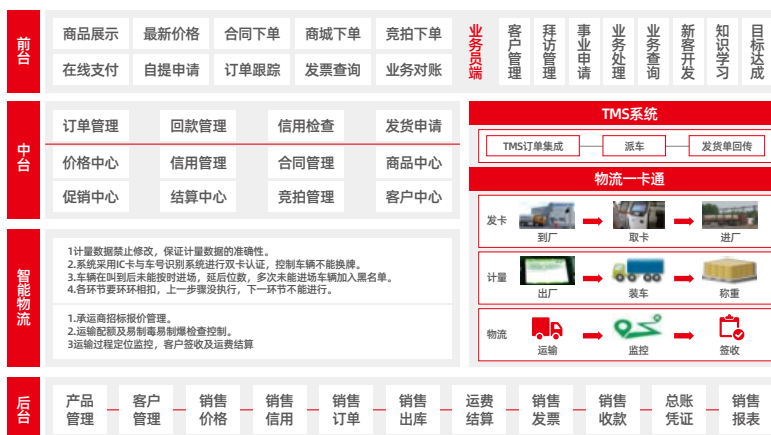 前台
商品展示
最新价格
合同下单
商城下单
竞拍下单
在线支付
自提申请
订单跟踪
发票查询
业务对账
业务员端
客户管理
拜访管理
事业申请
业务处理
业务查询
新客开发
知识学习
目标达成
中台
订单管理
回款管理
信用检查
发货申请
价格中心
信用管理
合同管理
商品中心
促销中心
结算中心
竞拍管理
客户中心
TMS系统
TMS订单集成
派车
发货单回传
物流一卡通
发卡
到厂
取卡
进厂
计量
出厂
装车
称重
物流
运输
监控
签收
智能物流
1计量数据禁止修改，保证计量数据的准确性。
2.系统采用IC卡与车号识别系统进行双卡认证，控制车辆不能换牌。
3.车辆在叫到后未能按时进场，延后位数，多次未能进场车辆加入黑名单。
4.各环节要环环相扣，上一步骤没执行，下一环节不能进行。
1.承运商招标报价管理。
2.运输配额及易制毒易制爆检查控制。
3运输过程定位监控，客户签收及运费结算
后台
产品
管理
客户
管理
销售
价格
销售
信用
销售
订单
销售
出库
运费
结算
销售
发票
销售
收款
总账
凭证
销售
报表